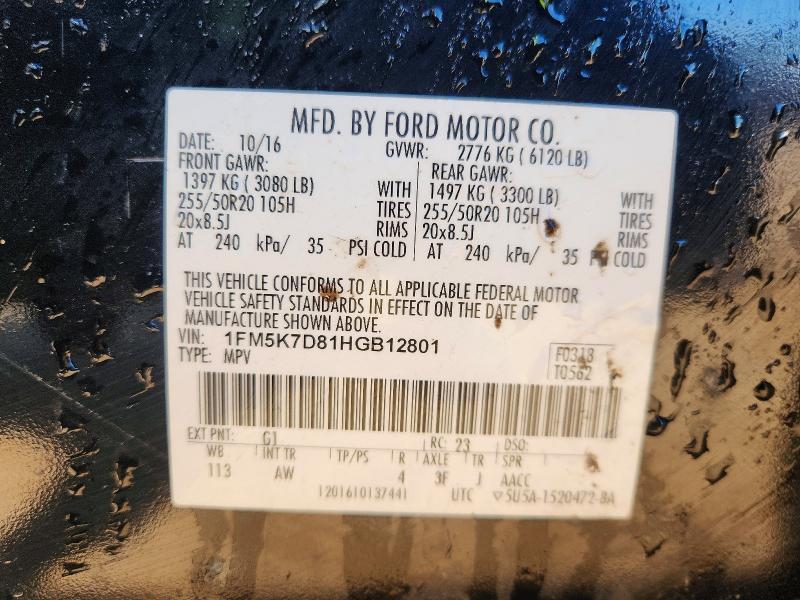 MFD. BY FORD MOTOR CO.
DATE: 10/16 GVWR: 2776 KG ( 6120 LB)
FRONT GAWR: REAR GAWR:
1397 KG ( 3080 LB) WITH 1497 KG ( 3300 LB) WITH
255/50R20 105H TIRES 255/50R20 105H TIRES
20x8.5J RIMS 20x8.5J RIMS
AT 240 kPa/ 35 PSI COLD AT 240 kPa/ 35 PSI COLD
THIS VEHICLE CONFORMS TO ALL APPLICABLE FEDERAL MOTOR
VEHICLE SAFETY STANDARDS IN EFFECT ON THE DATE OF
MANUFACTURE SHOWN ABOVE.
VIN: 1FM5K7D81HGB12801
TYPE: MPV F0318
T0562
EXT PNT: G1 RC: 23 DSO:
WB INT TR TP/PS R AXLE TR SPR
113 AW 4 3F J AACC
1201610137441 UTC ▽5U5A-1520472-BA